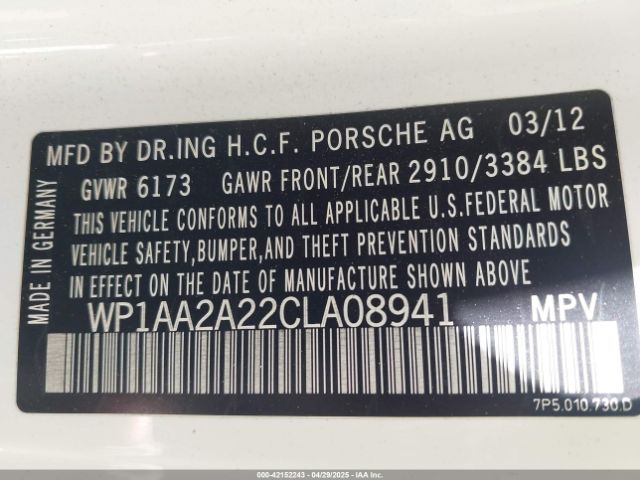 MFD BY DR.ING H.C.F. PORSCHE AG 03/12
GVWR 6173 GAWR FRONT/REAR 2910/3384 LBS
THIS VEHICLE CONFORMS TO ALL APPLICABLE U.S.FEDERAL MOTOR
VEHICLE SAFETY,BUMPER,AND THEFT PREVENTION STANDARDS
IN EFFECT ON THE DATE OF MANUFACTURE SHOWN ABOVE
MADE IN GERMANY
WP1AA2A22CLA08941 MPV
7P5.010.730.D
000-42152243 - 04/29/2025 - IAA Inc.